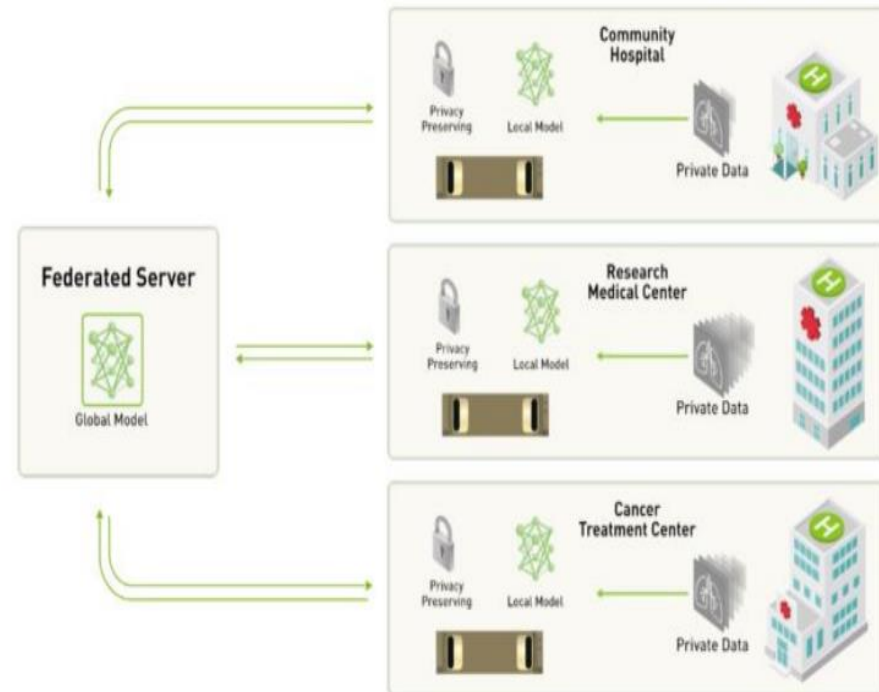 Community
Hospital
Privacy
Preserving
Local Model
Private Data
H
Federated Server
Global Model
Research
Medical Center
Privacy
Preserving
Local Model
Private Data
H
Cancer
Treatment Center
Privacy
Preserving
Local Model
Private Data
H